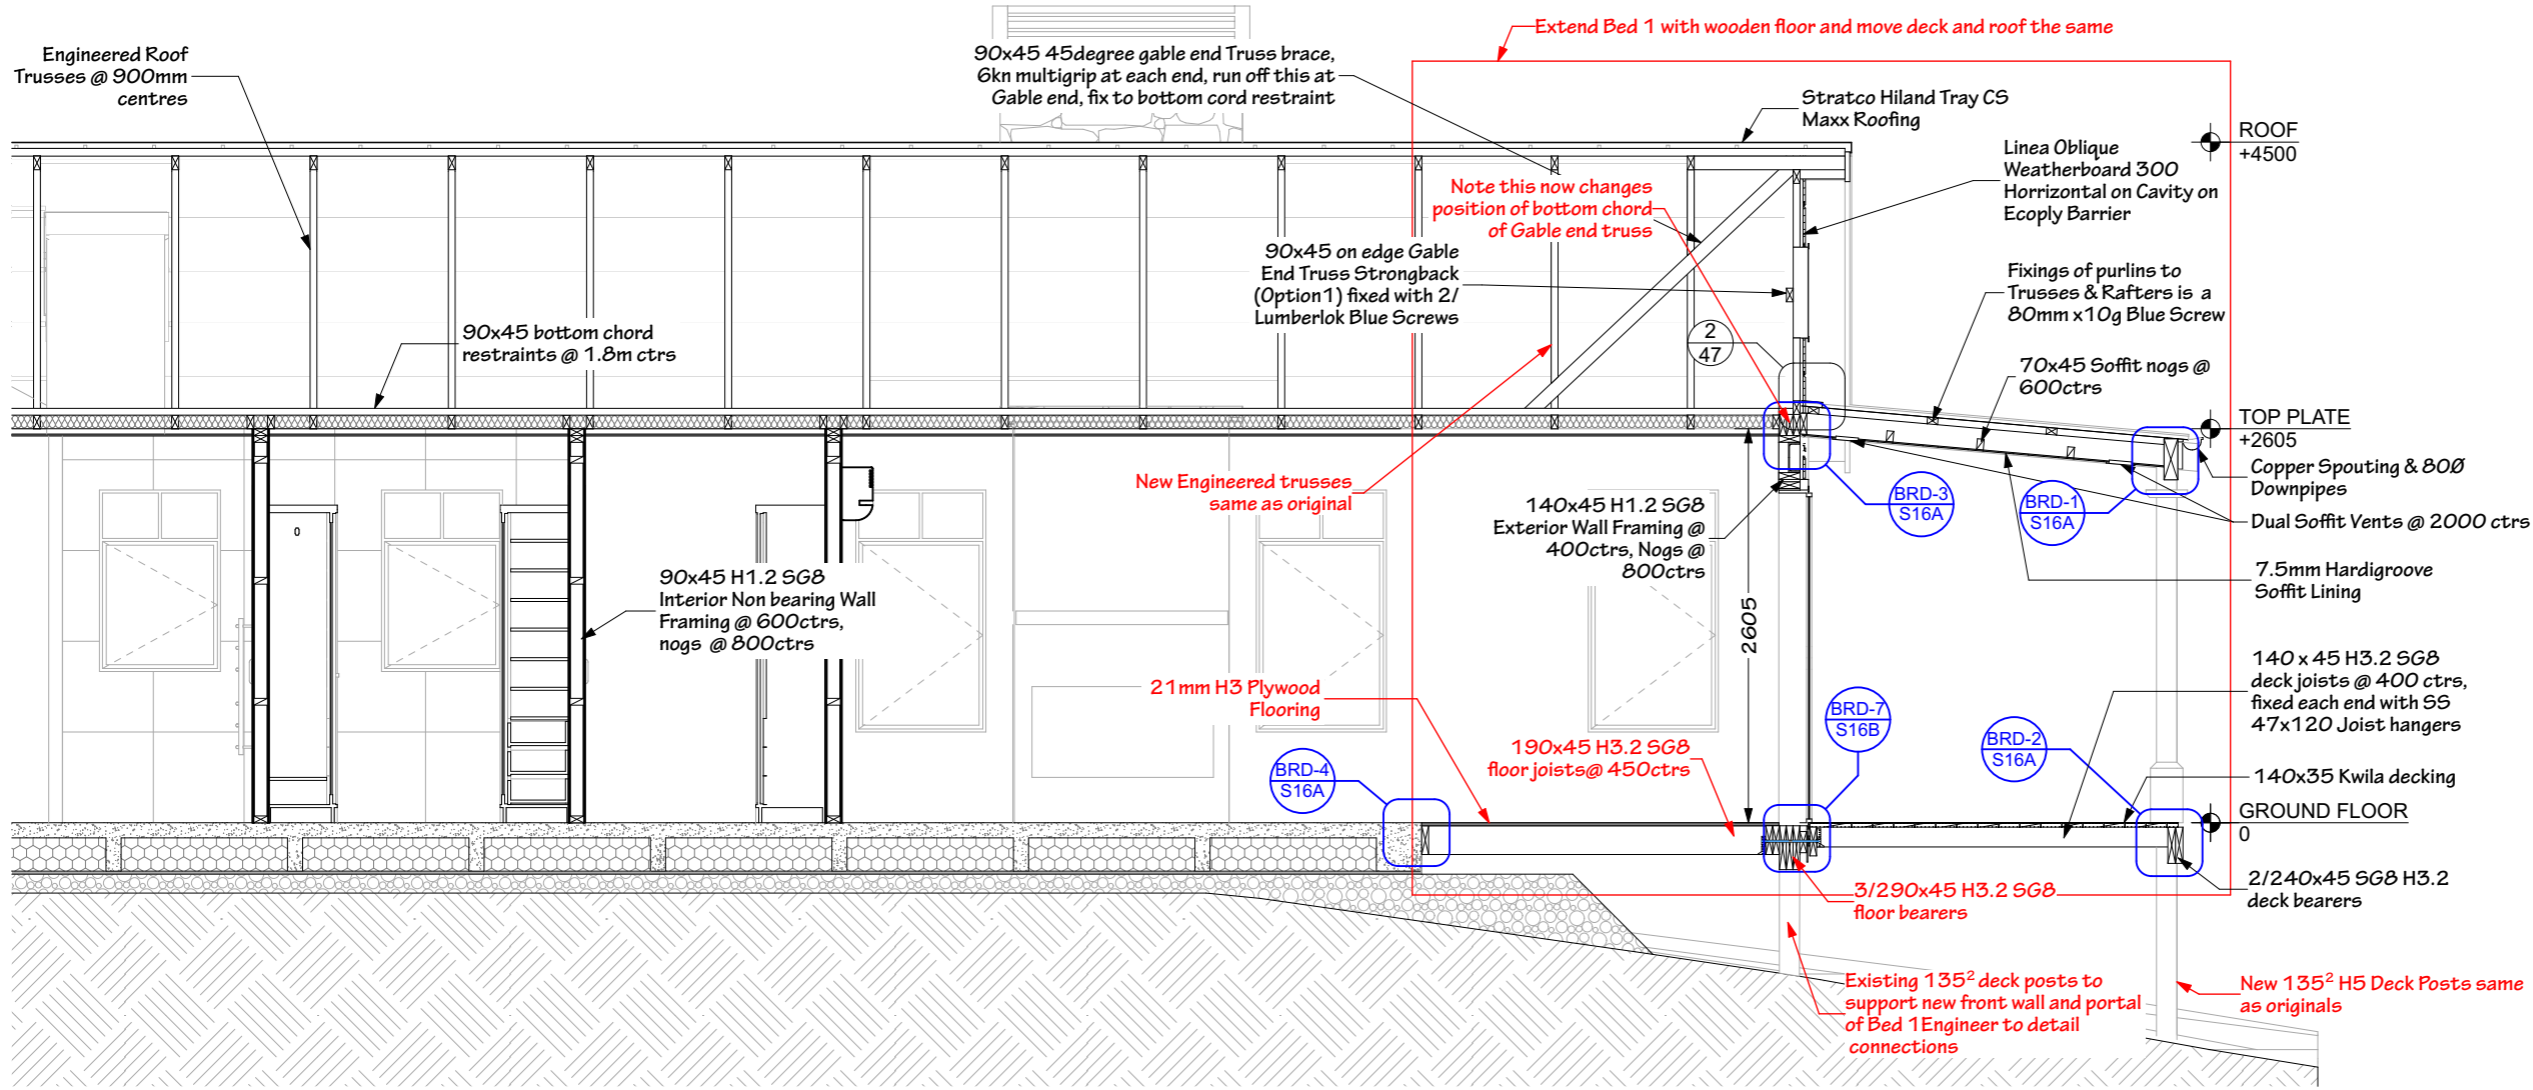 Extend Bed 1 with wooden floor and move deck and roof the same
Engineered Roof
Trusses @ 900mm
centres
90x45 45degree gable end Truss brace,
6kn multigrip at each end, run off this at
Gable end, fix to bottom cord restraint
Stratco Hiland Tray CS
Maxx Roofing
ROOF
+4500
Linea Oblique
Weatherboard 300
Horrizontal on Cavity on
Ecoply Barrier
Note this now changes
position of bottom chord
of Gable end truss
90x45 on edge Gable
End Truss Strongback
(Option1) fixed with 2/
Lumberlok Blue Screws
Fixings of purlins to
Trusses & Rafters is a
80mm x10g Blue Screw
90x45 bottom chord
restraints @ 1.8m ctrs
2
47
70x45 Soffit nogs @
600ctrs
TOP PLATE
+2605
Copper Spouting & 80Ø
Downpipes
New Engineered trusses
same as original
BRD-3
S16A
BRD-1
S16A
Dual Soffit Vents @ 2000 ctrs
140x45 H1.2 SG8
Exterior Wall Framing @
400ctrs, Nogs @
800ctrs
0
7.5mm Hardigroove
Soffit Lining
90x45 H1.2 SG8
Interior Non bearing Wall
Framing @ 600ctrs,
nogs @ 800ctrs
2605
140 x 45 H3.2 SG8
deck joists @ 400 ctrs,
fixed each end with SS
47x120 Joist hangers
21mm H3 Plywood
Flooring
BRD-7
S16B
190x45 H3.2 SG8
floor joists@ 450ctrs
BRD-4
S16A
BRD-2
S16A
140x35 Kwila decking
GROUND FLOOR
0
3/290x45 H3.2 SG8
floor bearers
2/240x45 SG8 H3.2
deck bearers
Existing 135² deck posts to
support new front wall and portal
of Bed 1Engineer to detail
connections
New 135² H5 Deck Posts same
as originals